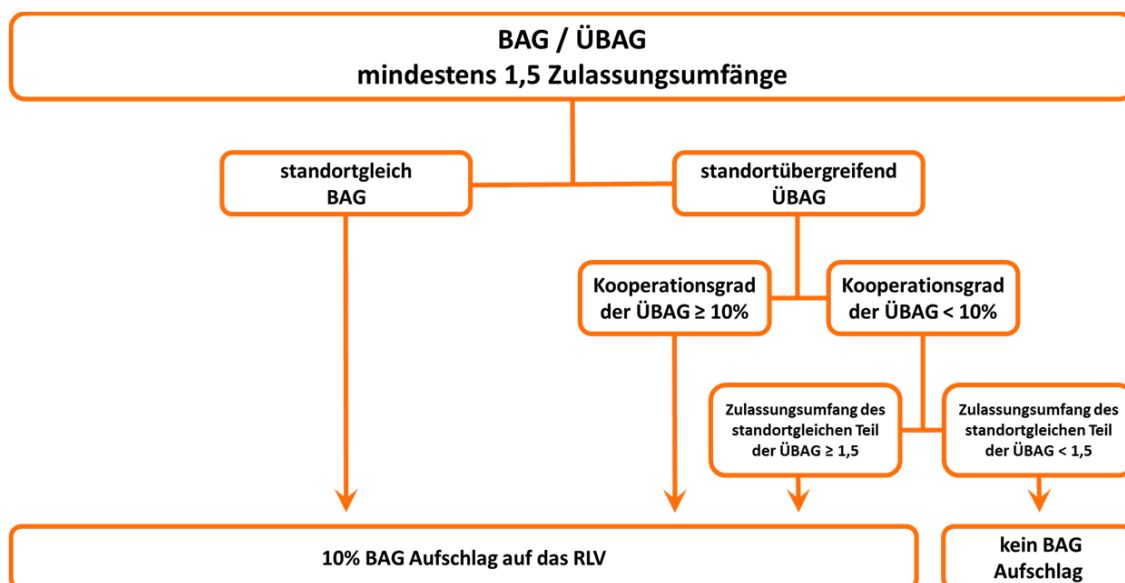 BAG / ÜBAG
mindestens 1,5 Zulassungsumfänge
standortgleich
BAG
standortübergreifend
ÜBAG
Kooperationsgrad
der ÜBAG ≥ 10%
Kooperationsgrad
der ÜBAG < 10%
Zulassungsumfang des
standortgleichen Teil
der ÜBAG ≥ 1,5
Zulassungsumfang des
standortgleichen Teil
der ÜBAG < 1,5
10% BAG Aufschlag auf das RLV
kein BAG
Aufschlag